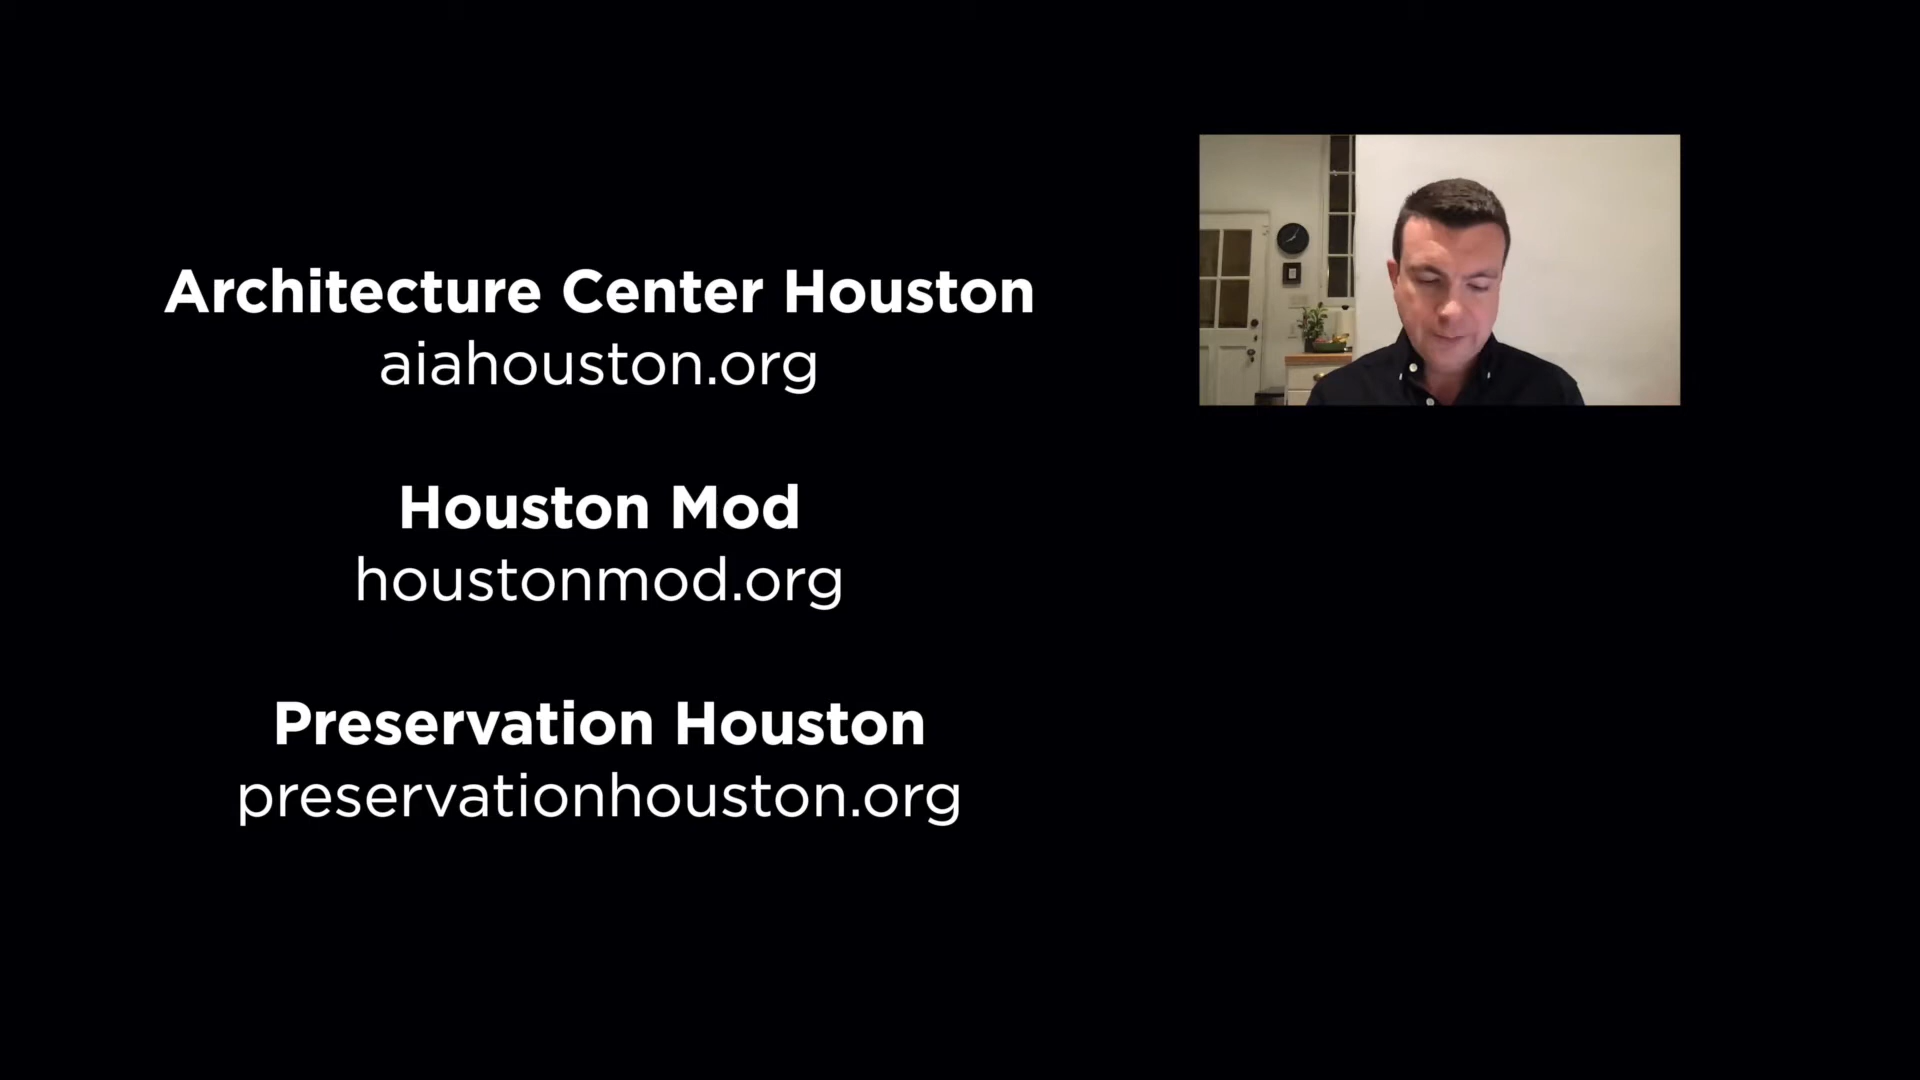 Architecture Center Houston
aiahouston.org
Houston Mod
houstonmod.org
Preservation Houston
preservationhouston.org